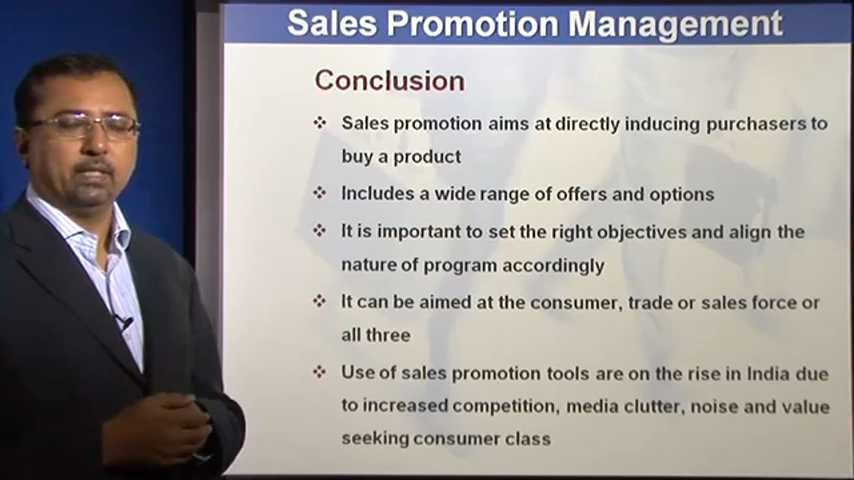 Sales Promotion Management
Conclusion
❖ Sales promotion aims at directly inducing purchasers to
buy a product
❖ Includes a wide range of offers and options
❖ It is important to set the right objectives and align the
nature of program accordingly
❖ It can be aimed at the consumer, trade or sales force or
all three
❖ Use of sales promotion tools are on the rise in India due
to increased competition, media clutter, noise and value
seeking consumer class